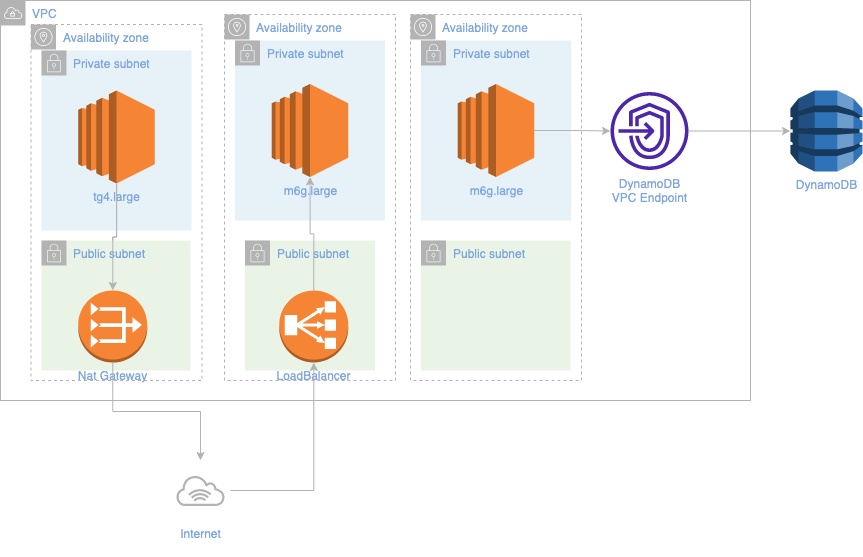 VPC
Availability zone
Availability zone
Availability zone
Private subnet
Private subnet
Private subnet
tg4.large
m6g.large
m6g.large
DynamoDB
VPC Endpoint
DynamoDB
Public subnet
Public subnet
Public subnet
Nat Gateway
LoadBalancer
Internet